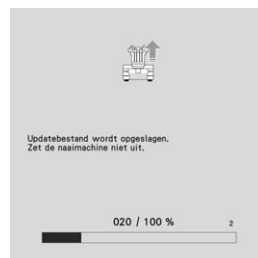 Updatebestand wordt opgeslagen.
Zet de naaimachine niet uit.
020 / 100 %
2